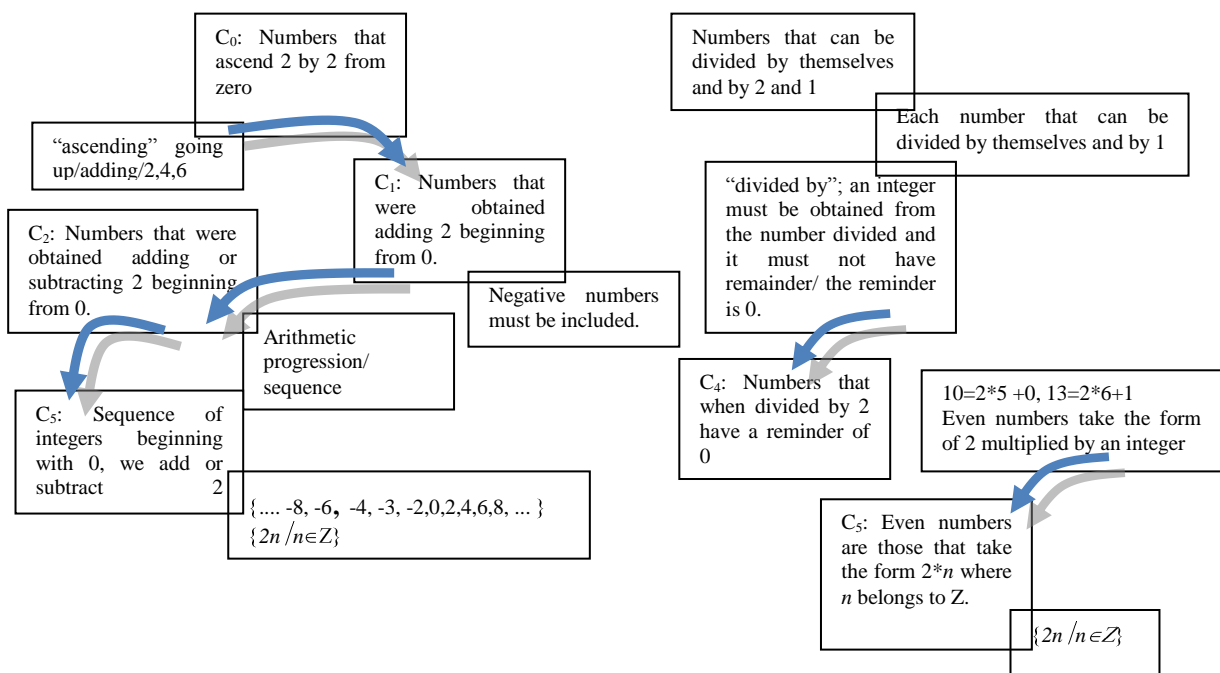 C₀: Numbers that
ascend 2 by 2 from
zero
“ascending” going
up/adding/2,4,6
C₁: Numbers that
were obtained
adding 2 beginning
from 0.
C₂: Numbers that were
obtained adding or
subtracting 2 beginning
from 0.
Negative numbers
must be included.
Arithmetic
progression/
sequence
C₅: Sequence of
integers beginning
with 0, we add or
subtract 2
{.... -8, -6, -4, -3, -2,0,2,4,6,8, ... }
{2n/n∈Z}
Numbers that can be
divided by themselves
and by 2 and 1
Each number that can be
divided by themselves and by 1
“divided by”; an integer
must be obtained from
the number divided and
it must not have
remainder/ the reminder
is 0.
C₄: Numbers that
when divided by 2
have a reminder of
0
10=2*5 +0, 13=2*6+1
Even numbers take the form
of 2 multiplied by an integer
C₅: Even numbers
are those that take
the form 2*n where
n belongs to Z.
{2n/n∈Z}